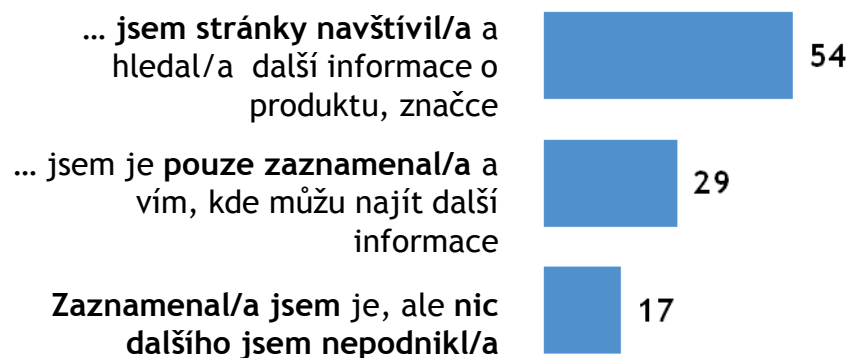 … jsem stránky navštívil/a a
hledal/a další informace o
produktu, značce
54
… jsem je pouze zaznamenal/a a
vím, kde můžu najít další
informace
29
Zaznamenal/a jsem je, ale nic
dalšího jsem nepodnikl/a
17